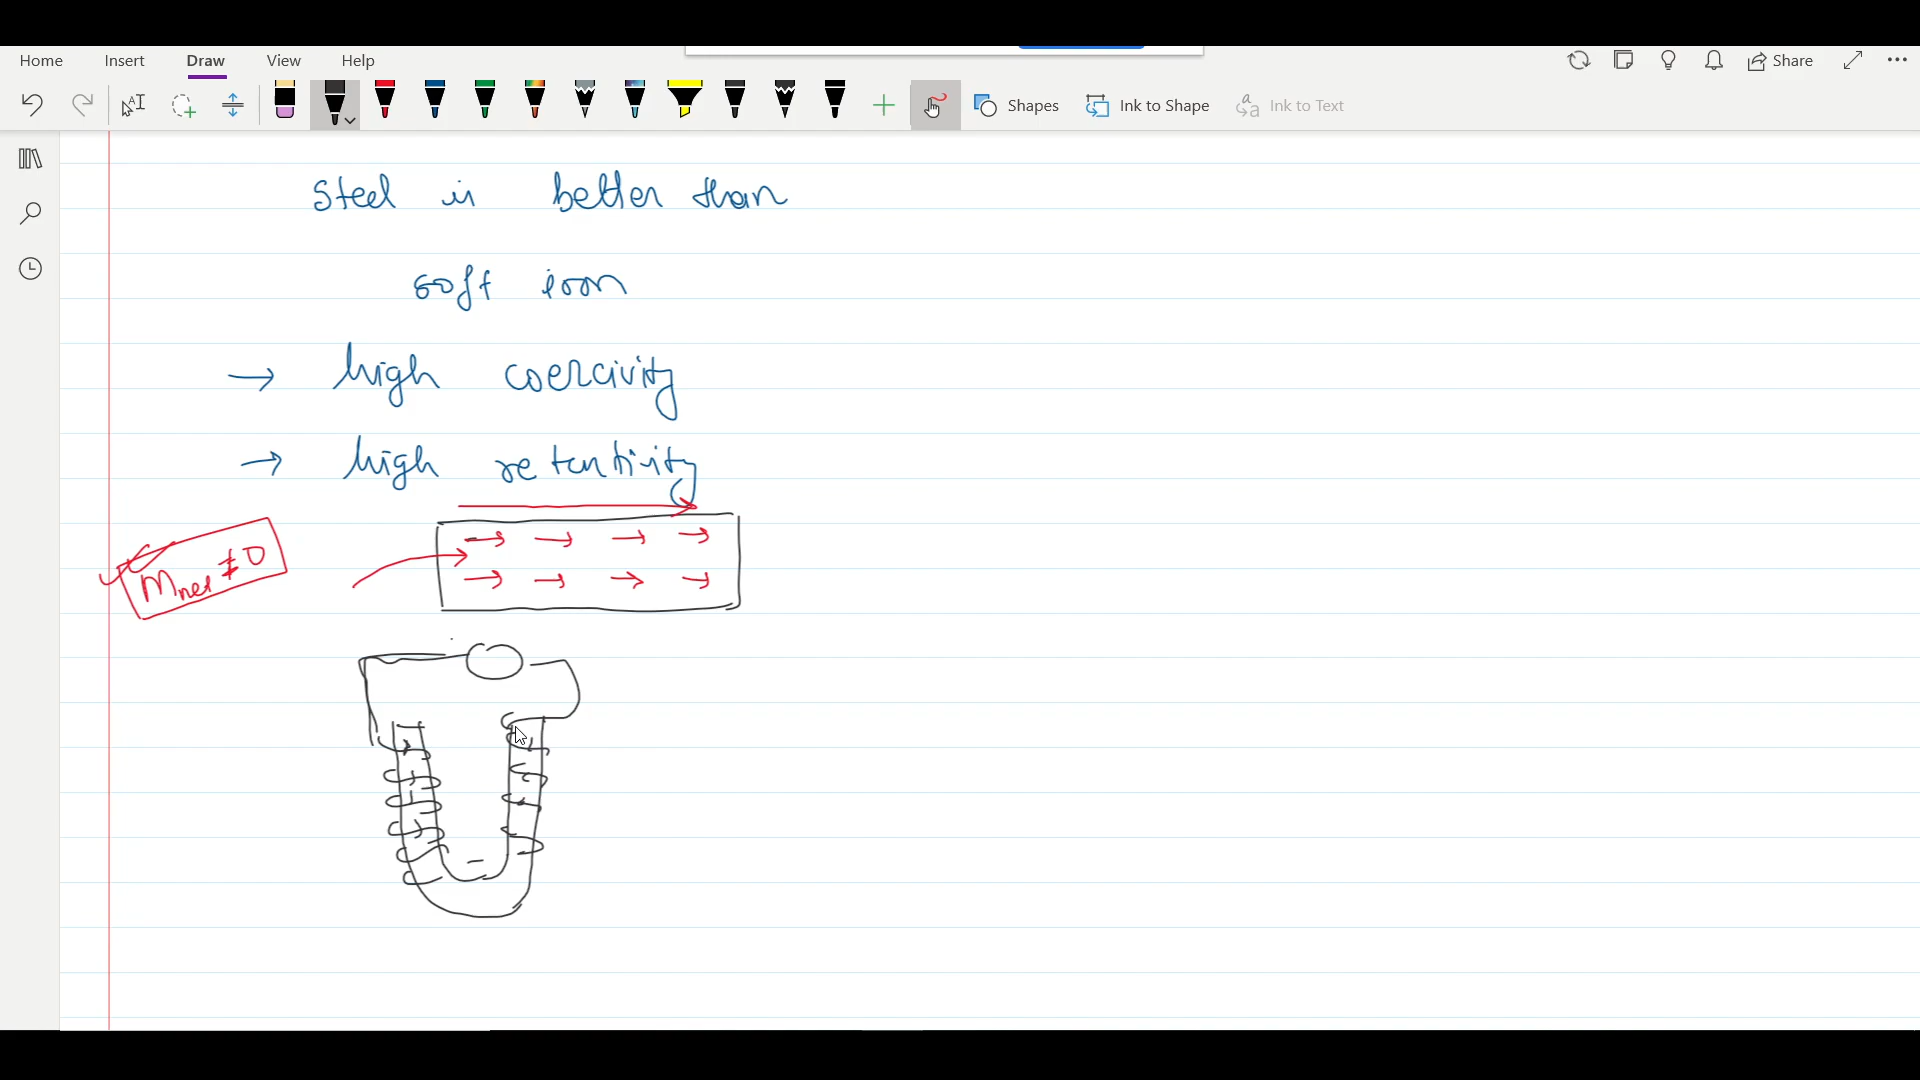 Home Insert Draw View Help Share
Shapes Ink to Shape Ink to Text
Steel is better than
soft iron
→ high coercivity
→ high retentivity
Mnet ≠ 0